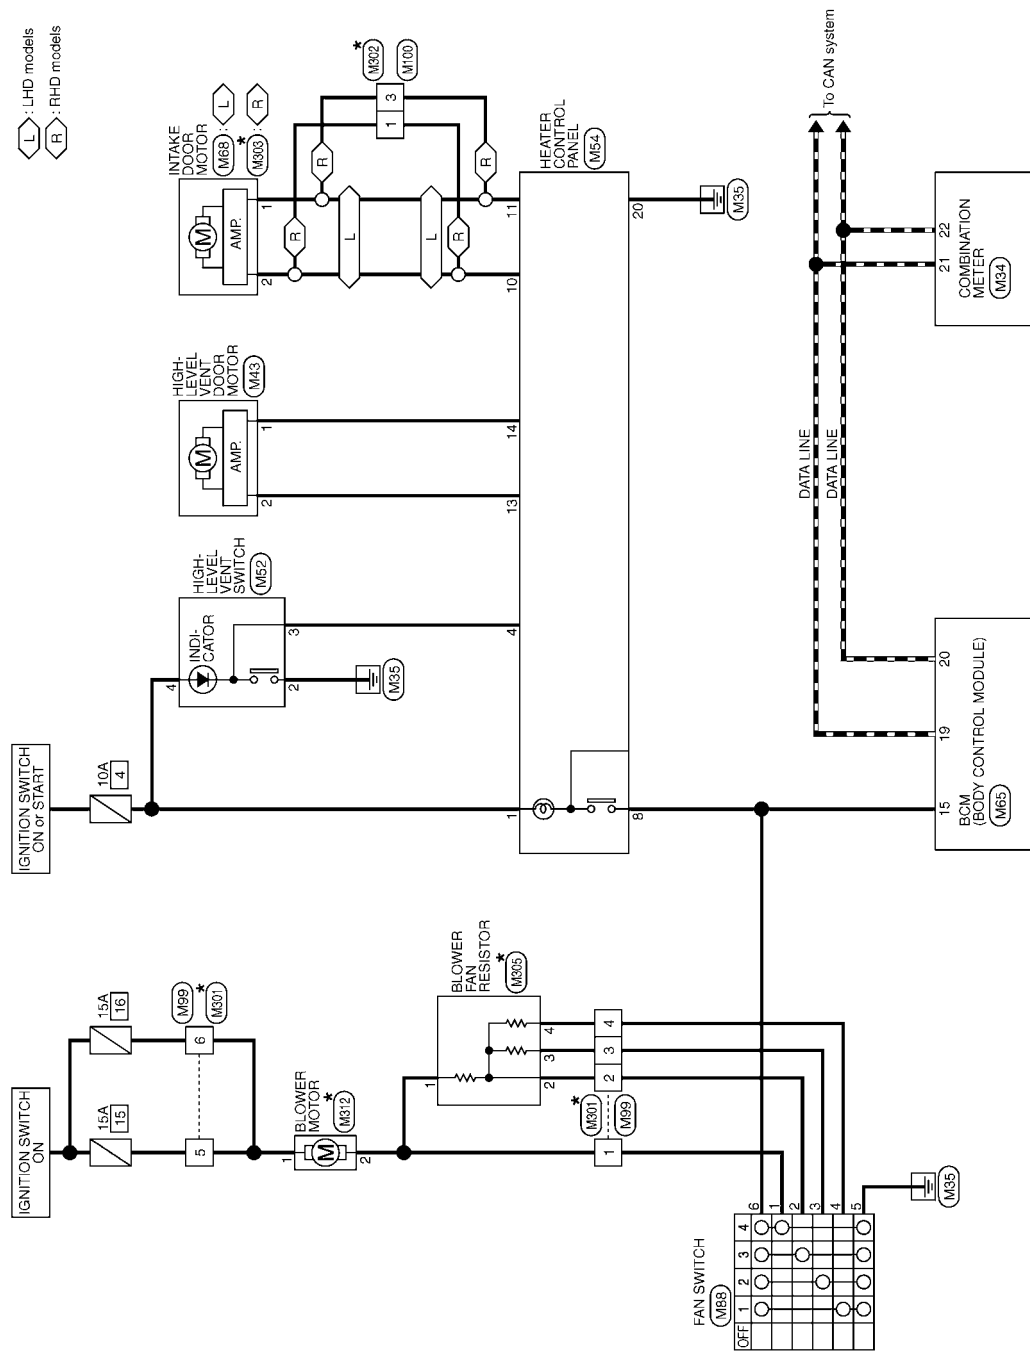 L : LHD models
R : RHD models
IGNITION SWITCH
ON
15A
15
15A
16
5
6
M99
* M301
1
BLOWER
MOTOR
* M312
M
2
1
BLOWER
FAN
RESISTOR
* M305
2
3
4
* M301
M99
1
2
3
4
FAN SWITCH
M88
OFF
1
2
3
4
6
1
2
3
4
5
M35
IGNITION SWITCH
ON or START
10A
4
4
INDI-
CATOR
HIGH-
LEVEL
VENT
SWITCH
M52
2
3
M35
HIGH-
LEVEL
VENT
DOOR
MOTOR
M43
M
AMP.
2
1
INTAKE
DOOR
MOTOR
M68 : L
* M303 : R
M
AMP.
2
1
R
R
L
L
R
R
1
3
* M302
M100
1
4
13
14
10
11
HEATER
CONTROL
PANEL
M54
8
20
M35
DATA LINE
DATA LINE
To CAN system
15
19
20
BCM
(BODY CONTROL MODULE)
M65
21
22
COMBINATION
METER
M34